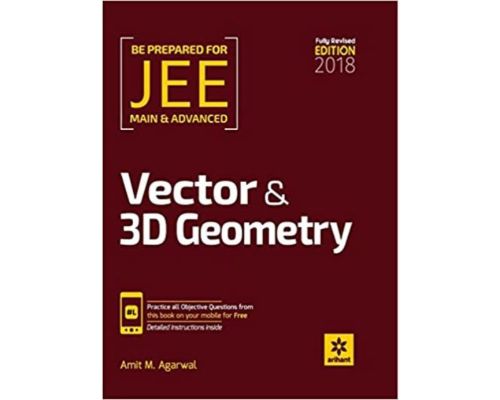 BE PREPARED FOR
JEE
MAIN & ADVANCED
Fully Revised
EDITION
2018
Vector &
3D Geometry
#L
Practice all Objective Questions from
this book on your mobile for Free
Detailed Instructions Inside
Amit M. Agarwal
arihant